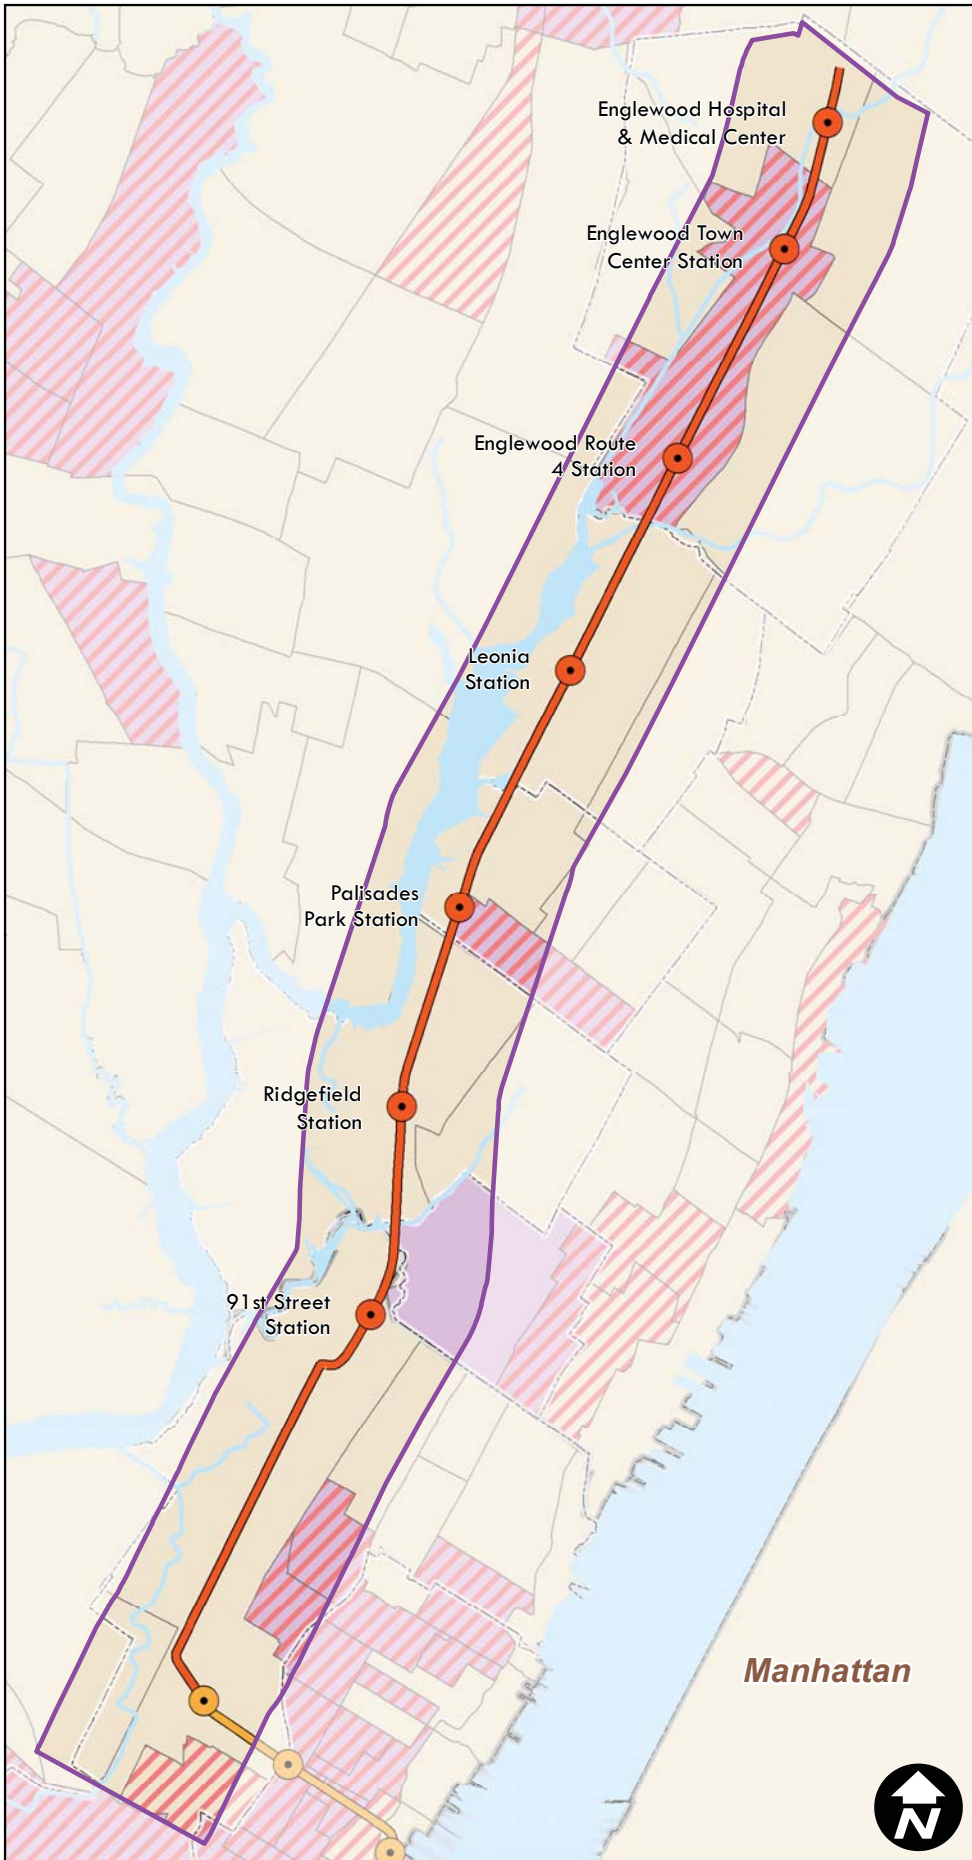 Englewood Hospital
& Medical Center
Englewood Town
Center Station
Englewood Route
4 Station
Leonia
Station
Palisades
Park Station
Ridgefield
Station
91st Street
Station
Manhattan
N